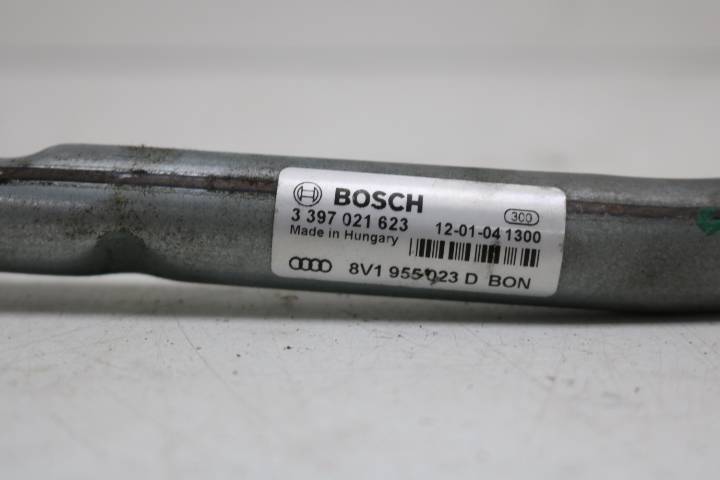 BOSCH
300
3 397 021 623 12-01-04 1300
Made in Hungary
8V1 955 023 D BON